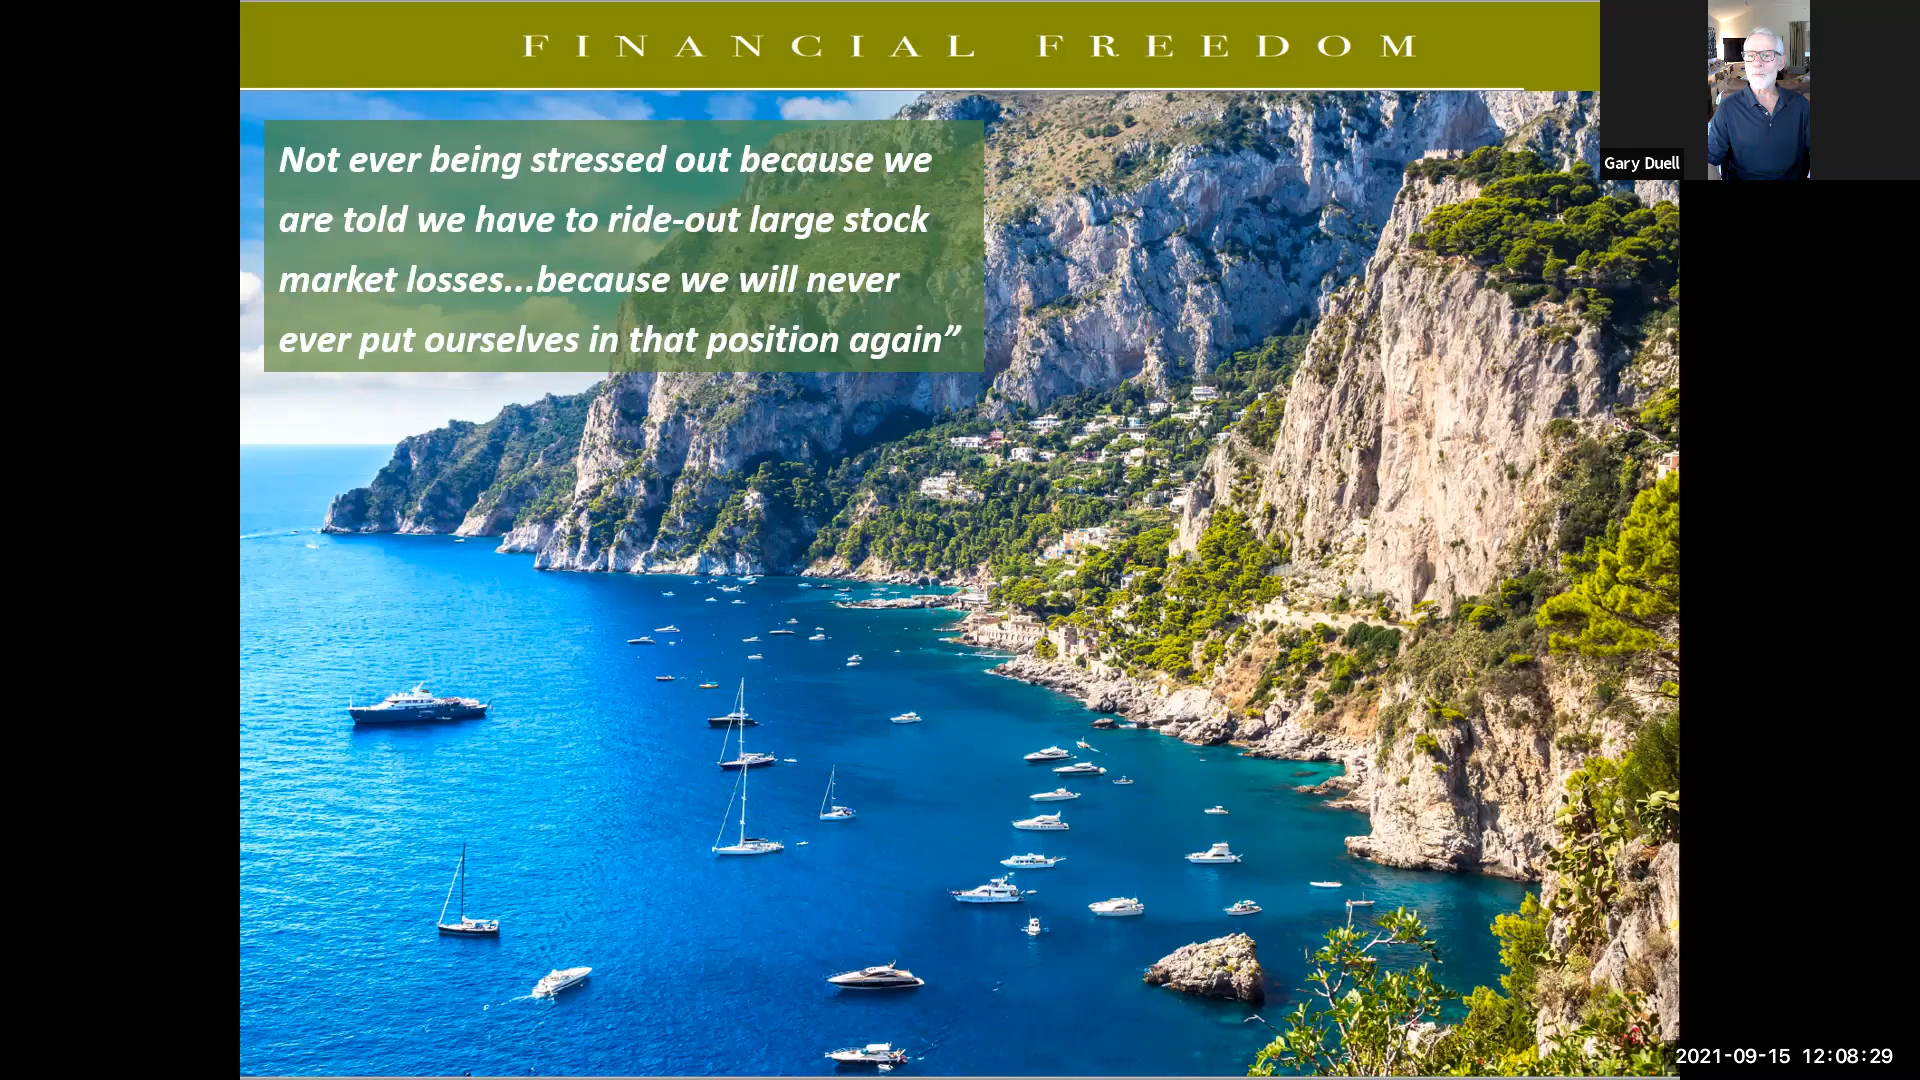 FINANCIAL FREEDOM
Not ever being stressed out because we
are told we have to ride-out large stock
market losses...because we will never
ever put ourselves in that position again”
Gary Duell
2021-09-15 12:08:29